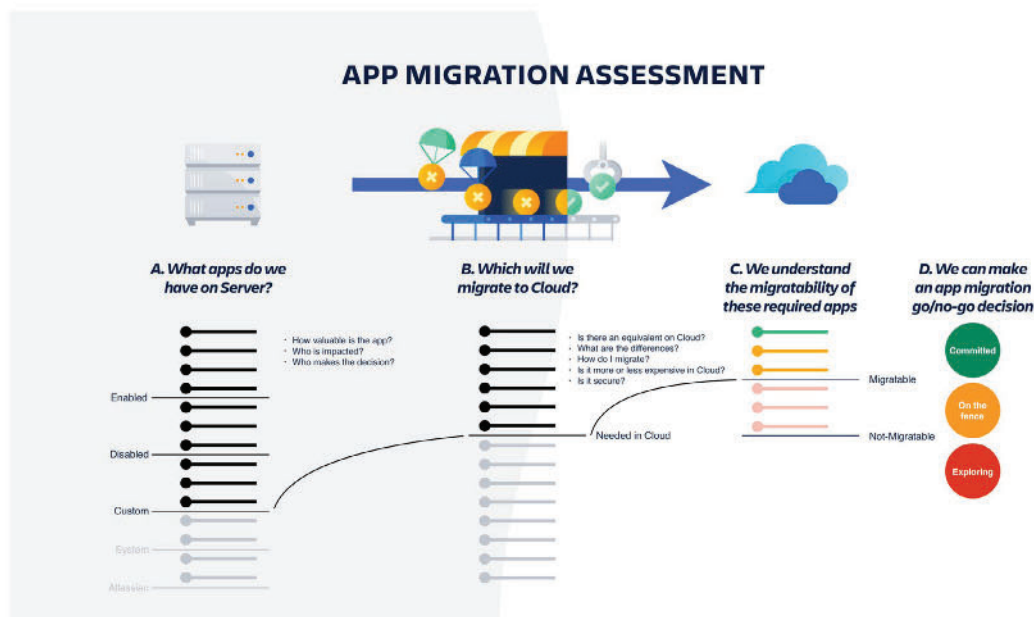 APP MIGRATION ASSESSMENT
A. What apps do we
have on Server?
• How valuable is the app?
• Who is impacted?
• Who makes the decision?
Enabled
Disabled
Custom
System
Atlassian
B. Which will we
migrate to Cloud?
• Is there an equivalent on Cloud?
• What are the differences?
• How do I migrate?
• Is it more or less expensive in Cloud?
• Is it secure?
Needed in Cloud
C. We understand
the migratability of
these required apps
Migratable
Not-Migratable
D. We can make
an app migration
go/no-go decision
Committed
On the
fence
Exploring